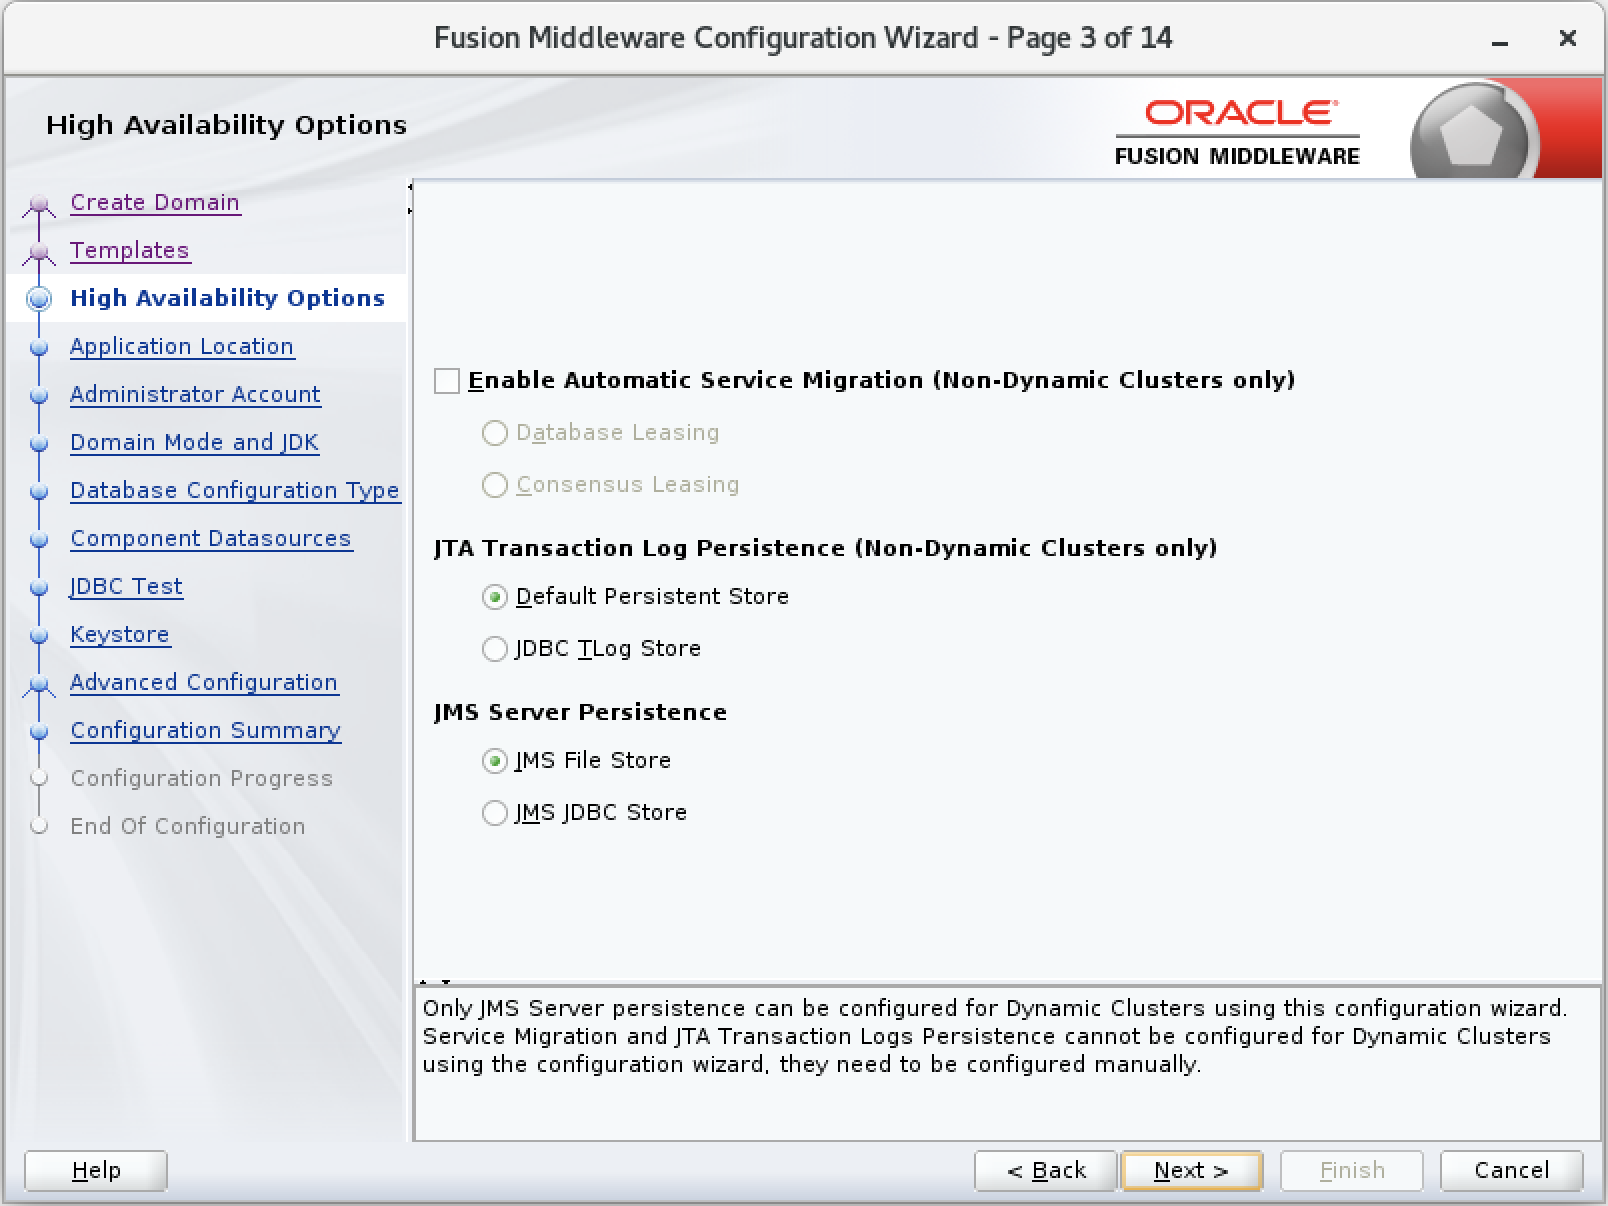 Fusion Middleware Configuration Wizard - Page 3 of 14
High Availability Options
ORACLE
FUSION MIDDLEWARE
Create Domain
Templates
High Availability Options
Application Location
Administrator Account
Domain Mode and JDK
Database Configuration Type
Component Datasources
JDBC Test
Keystore
Advanced Configuration
Configuration Summary
Configuration Progress
End Of Configuration
Enable Automatic Service Migration (Non-Dynamic Clusters only)
Database Leasing
Consensus Leasing
JTA Transaction Log Persistence (Non-Dynamic Clusters only)
Default Persistent Store
JDBC TLog Store
JMS Server Persistence
JMS File Store
JMS JDBC Store
Only JMS Server persistence can be configured for Dynamic Clusters using this configuration wizard.
Service Migration and JTA Transaction Logs Persistence cannot be configured for Dynamic Clusters
using the configuration wizard, they need to be configured manually.
Help
< Back
Next >
Finish
Cancel